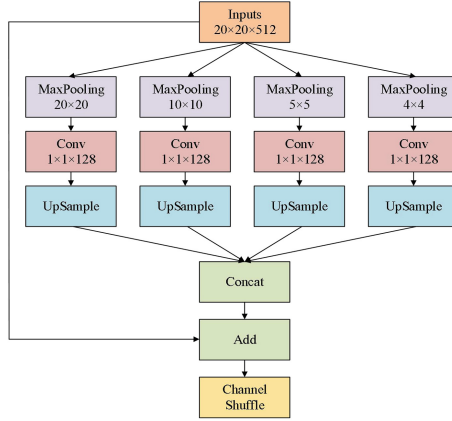 Inputs
20×20×512
MaxPooling
20×20
MaxPooling
10×10
MaxPooling
5×5
MaxPooling
4×4
Conv
1×1×128
Conv
1×1×128
Conv
1×1×128
Conv
1×1×128
UpSample
UpSample
UpSample
UpSample
Concat
Add
Channel
Shuffle